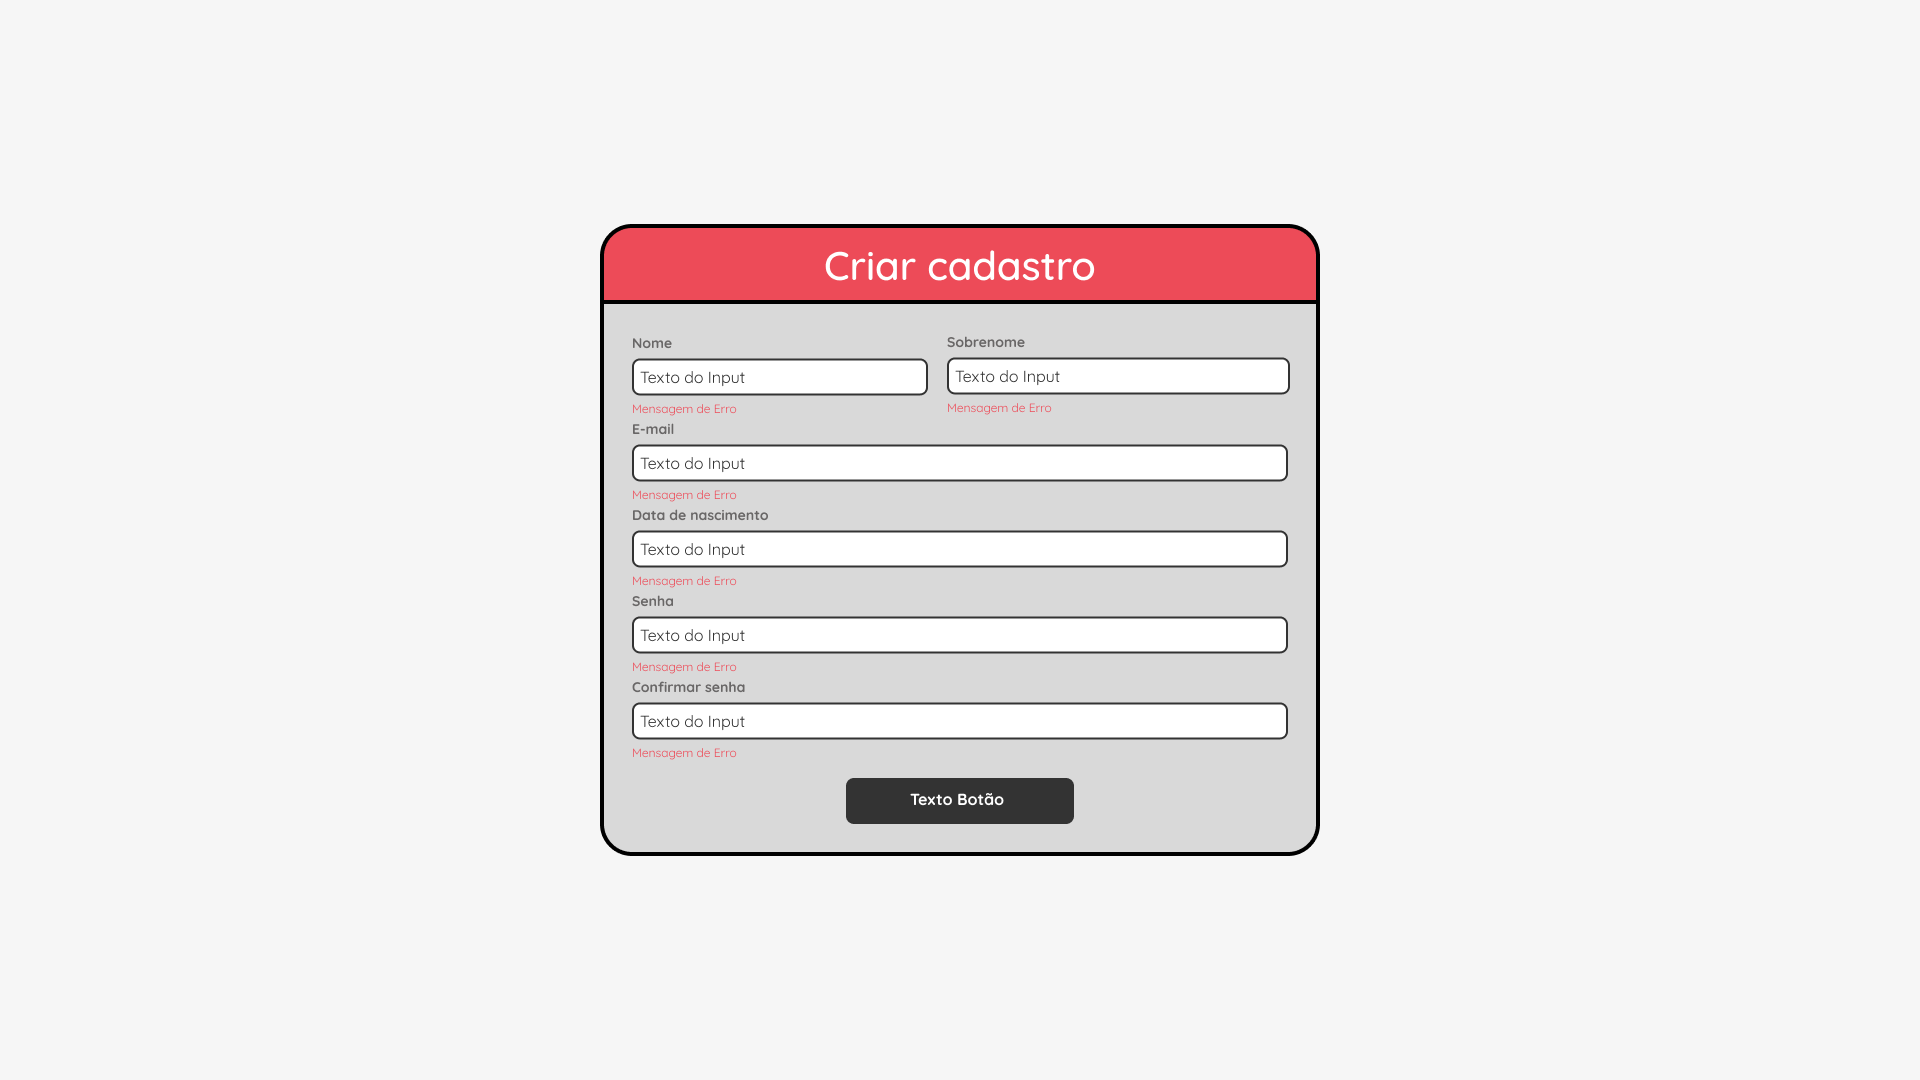 Criar cadastro
Nome
Sobrenome
Texto do Input
Texto do Input
Mensagem de Erro
Mensagem de Erro
E-mail
Texto do Input
Mensagem de Erro
Data de nascimento
Texto do Input
Mensagem de Erro
Senha
Texto do Input
Mensagem de Erro
Confirmar senha
Texto do Input
Mensagem de Erro
Texto Botão